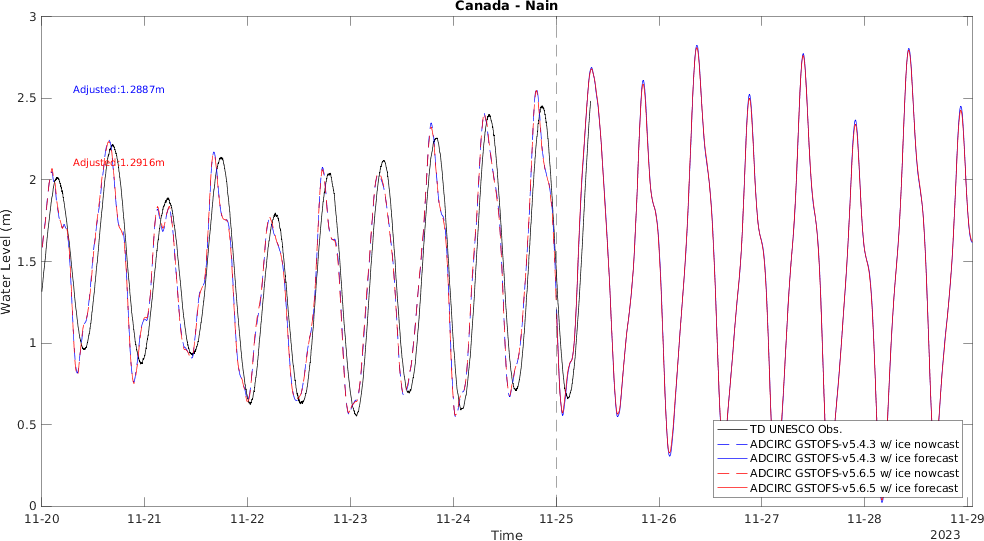 Canada - Nain
3
2.5
2
1.5
1
0.5
0
Water Level (m)
Adjusted:1.2887m
Adjusted:1.2916m
TD UNESCO Obs.
ADCIRC GSTOFS-v5.4.3 w/ ice nowcast
ADCIRC GSTOFS-v5.4.3 w/ ice forecast
ADCIRC GSTOFS-v5.6.5 w/ ice nowcast
ADCIRC GSTOFS-v5.6.5 w/ ice forecast
11-20 11-21 11-22 11-23 11-24 11-25 11-26 11-27 11-28 11-29
Time
2023